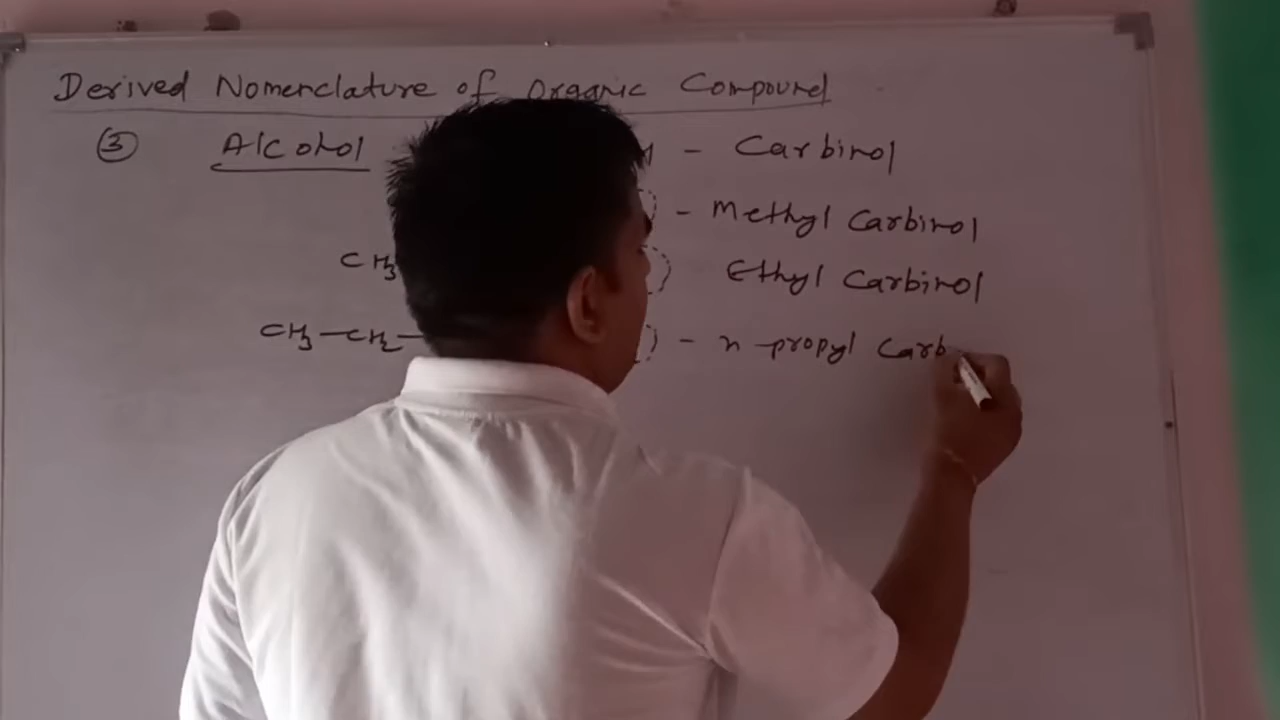 Derived Nomenclature of Organic Compound
③ Alcohol - Carbinol
- Methyl Carbinol
CH3 Ethyl Carbinol
CH3-CH2- - n propyl Carb